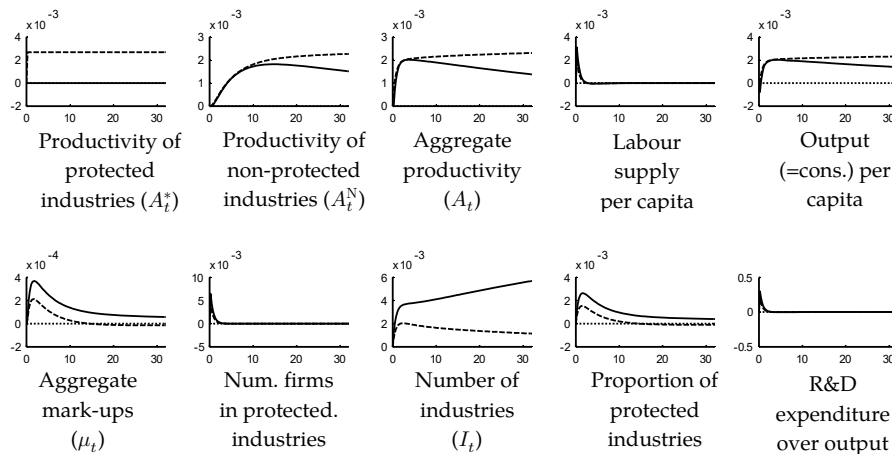 x 10⁻³
x 10⁻³
x 10⁻³
x 10⁻³
x 10⁻³
4
2
0
-2
0 10 20 30
3
2
1
0
0 10 20 30
3
2
1
0
0 10 20 30
4
2
0
-2
0 10 20 30
4
2
0
-2
0 10 20 30
Productivity of
protected
industries (A*ₜ)
Productivity of
non-protected
industries (Aᴺₜ)
Aggregate
productivity
(Aₜ)
Labour
supply
per capita
Output
(=cons.) per
capita
x 10⁻⁴
x 10⁻³
x 10⁻³
x 10⁻³
4
2
0
-2
0 10 20 30
10
5
0
-5
0 10 20 30
6
4
2
0
0 10 20 30
4
2
0
-2
0 10 20 30
0.5
0
-0.5
0 10 20 30
Aggregate
mark-ups
(μₜ)
Num. firms
in protected.
industries
Number of
industries
(Iₜ)
Proportion of
protected
industries
R&D
expenditure
over output